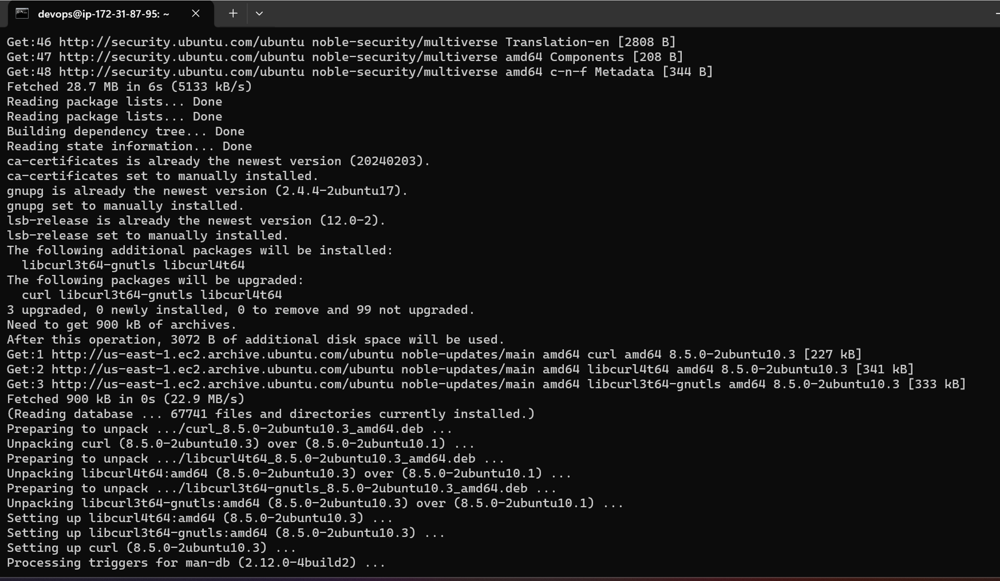 devops@ip-172-31-87-95: ~
Get:46 http://security.ubuntu.com/ubuntu noble-security/multiverse Translation-en [2808 B]
Get:47 http://security.ubuntu.com/ubuntu noble-security/multiverse amd64 Components [208 B]
Get:48 http://security.ubuntu.com/ubuntu noble-security/multiverse amd64 c-n-f Metadata [344 B]
Fetched 28.7 MB in 6s (5133 kB/s)
Reading package lists... Done
Reading package lists... Done
Building dependency tree... Done
Reading state information... Done
ca-certificates is already the newest version (20240203).
ca-certificates set to manually installed.
gnupg is already the newest version (2.4.4-2ubuntu17).
gnupg set to manually installed.
lsb-release is already the newest version (12.0-2).
lsb-release set to manually installed.
The following additional packages will be installed:
  libcurl3t64-gnutls libcurl4t64
The following packages will be upgraded:
  curl libcurl3t64-gnutls libcurl4t64
3 upgraded, 0 newly installed, 0 to remove and 99 not upgraded.
Need to get 900 kB of archives.
After this operation, 3072 B of additional disk space will be used.
Get:1 http://us-east-1.ec2.archive.ubuntu.com/ubuntu noble-updates/main amd64 curl amd64 8.5.0-2ubuntu10.3 [227 kB]
Get:2 http://us-east-1.ec2.archive.ubuntu.com/ubuntu noble-updates/main amd64 libcurl4t64 amd64 8.5.0-2ubuntu10.3 [341 kB]
Get:3 http://us-east-1.ec2.archive.ubuntu.com/ubuntu noble-updates/main amd64 libcurl3t64-gnutls amd64 8.5.0-2ubuntu10.3 [333 kB]
Fetched 900 kB in 0s (22.9 MB/s)
(Reading database ... 67741 files and directories currently installed.)
Preparing to unpack .../curl_8.5.0-2ubuntu10.3_amd64.deb ...
Unpacking curl (8.5.0-2ubuntu10.3) over (8.5.0-2ubuntu10.1) ...
Preparing to unpack .../libcurl4t64_8.5.0-2ubuntu10.3_amd64.deb ...
Unpacking libcurl4t64:amd64 (8.5.0-2ubuntu10.3) over (8.5.0-2ubuntu10.1) ...
Preparing to unpack .../libcurl3t64-gnutls_8.5.0-2ubuntu10.3_amd64.deb ...
Unpacking libcurl3t64-gnutls:amd64 (8.5.0-2ubuntu10.3) over (8.5.0-2ubuntu10.1) ...
Setting up libcurl4t64:amd64 (8.5.0-2ubuntu10.3) ...
Setting up libcurl3t64-gnutls:amd64 (8.5.0-2ubuntu10.3) ...
Setting up curl (8.5.0-2ubuntu10.3) ...
Processing triggers for man-db (2.12.0-4build2) ...